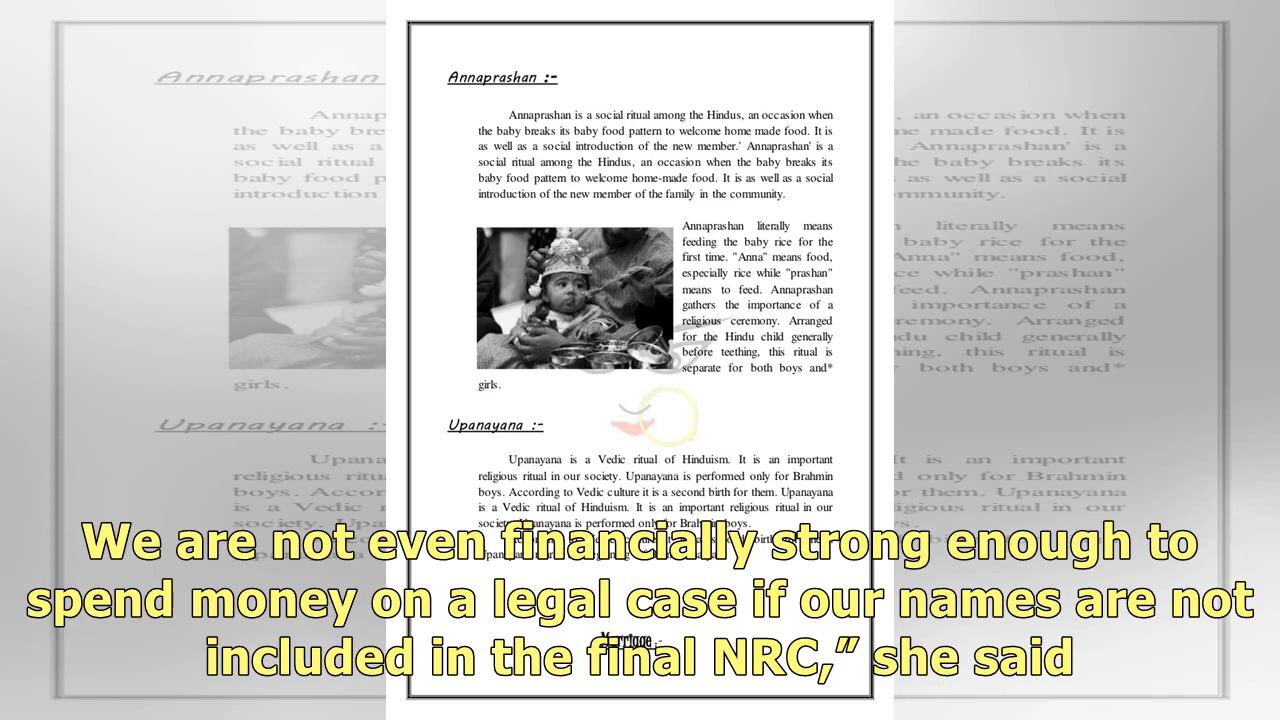 Annaprashan :-
Annaprashan is a social ritual among the Hindus, an occasion when
the baby breaks its baby food pattern to welcome home made food. It is
as well as a social introduction of the new member.' Annaprashan' is a
social ritual among the Hindus, an occasion when the baby breaks its
baby food pattern to welcome home-made food. It is as well as a social
introduction of the new member of the family in the community.
Annaprashan literally means
feeding the baby rice for the
first time. "Anna" means food,
especially rice while "prashan"
means to feed. Annaprashan
gathers the importance of a
religious ceremony. Arranged
for the Hindu child generally
before teething, this ritual is
separate for both boys and*
girls.
Upanayana :-
Upanayana is a Vedic ritual of Hinduism. It is an important
religious ritual in our society. Upanayana is performed only for Brahmin
boys. According to Vedic culture it is a second birth for them. Upanayana
is a Vedic ritual of Hinduism. It is an important religious ritual in our
society. Upanayana is performed only for Brahmin boys.
We are not even financially strong enough to
spend money on a legal case if our names are not
included in the final NRC,” she said
Marriage :-